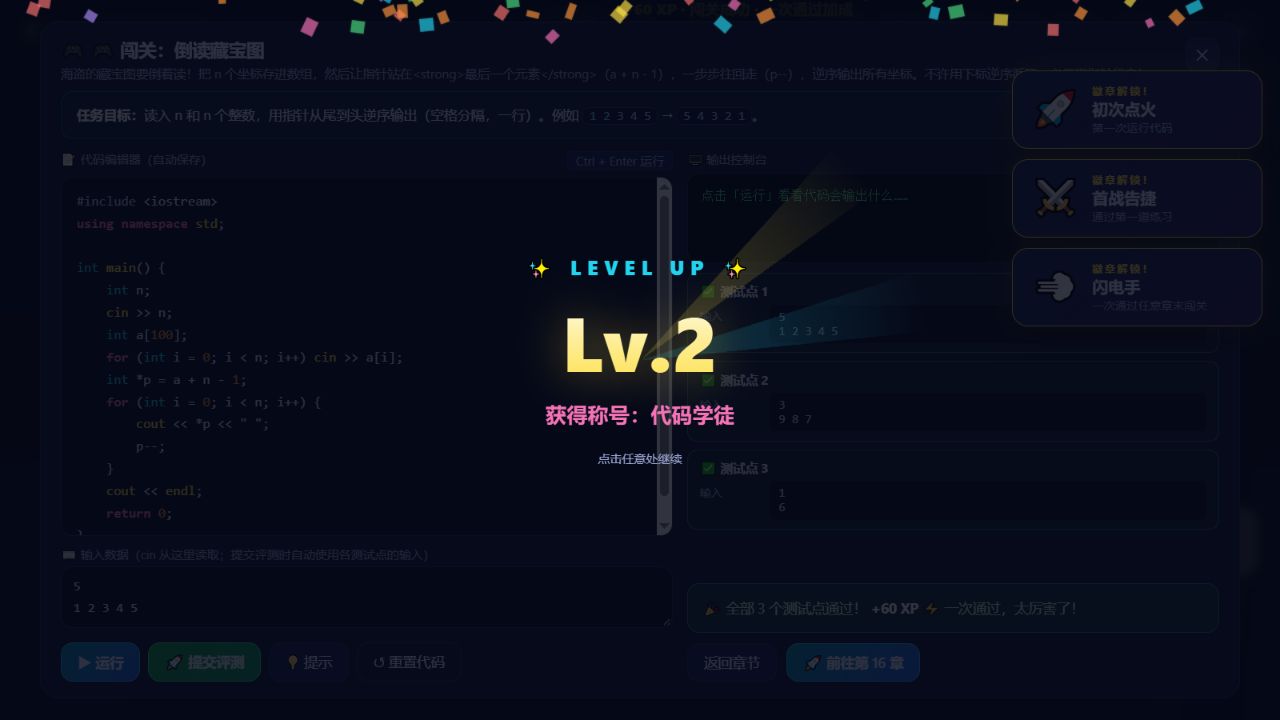 +60 XP
闯关：倒读藏宝图
海盗的藏宝图要倒着读！把 n 个坐标存进数组，然后让指针站在<strong>最后一个元素</strong>（a + n - 1），一步步往回走（p--），逆序输出所有坐标。不许用下标逆序
任务目标：读入 n 和 n 个整数，用指针从尾到头逆序输出（空格分隔，一行）。例如 1 2 3 4 5 → 5 4 3 2 1 。
代码编辑器（自动保存）
Ctrl + Enter 运行
#include <iostream>
using namespace std;
int main() {
int n;
cin >> n;
int a[100];
for (int i = 0; i < n; i++) cin >> a[i];
int *p = a + n - 1;
for (int i = 0; i < n; i++) {
cout << *p << " ";
p--;
}
cout << endl;
return 0;
}
输入数据（cin 从这里读取；提交评测时自动使用各测试点的输入）
5
1 2 3 4 5
▶ 运行
提交评测
提示
↺ 重置代码
输出控制台
点击「运行」看看代码会输出什么……
测试点 1
输入
5
1 2 3 4 5
测试点 2
3
9 8 7
测试点 3
输入
1
6
全部 3 个测试点通过！ +60 XP ⚡ 一次通过，太厉害了！
返回章节
前往第 16 章
徽章解锁！
初次点火
第一次运行代码
徽章解锁！
首战告捷
通过第一道练习
徽章解锁！
闪电手
一次通过任意章末闯关
✨ LEVEL UP ✨
Lv.2
获得称号：代码学徒
点击任意处继续